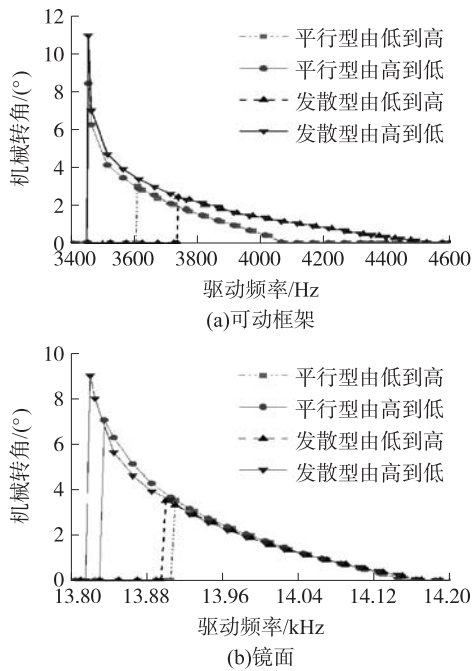 12
10
8
6
4
2
0
机械转角/(°)
平行型由低到高
平行型由高到低
发散型由低到高
发散型由高到低
3400 3600 3800 4000 4200 4400 4600
驱动频率/Hz
(a)可动框架
10
8
6
4
2
0
机械转角/(°)
平行型由低到高
平行型由高到低
发散型由低到高
发散型由高到低
13.80 13.88 13.96 14.04 14.12 14.20
驱动频率/kHz
(b)镜面